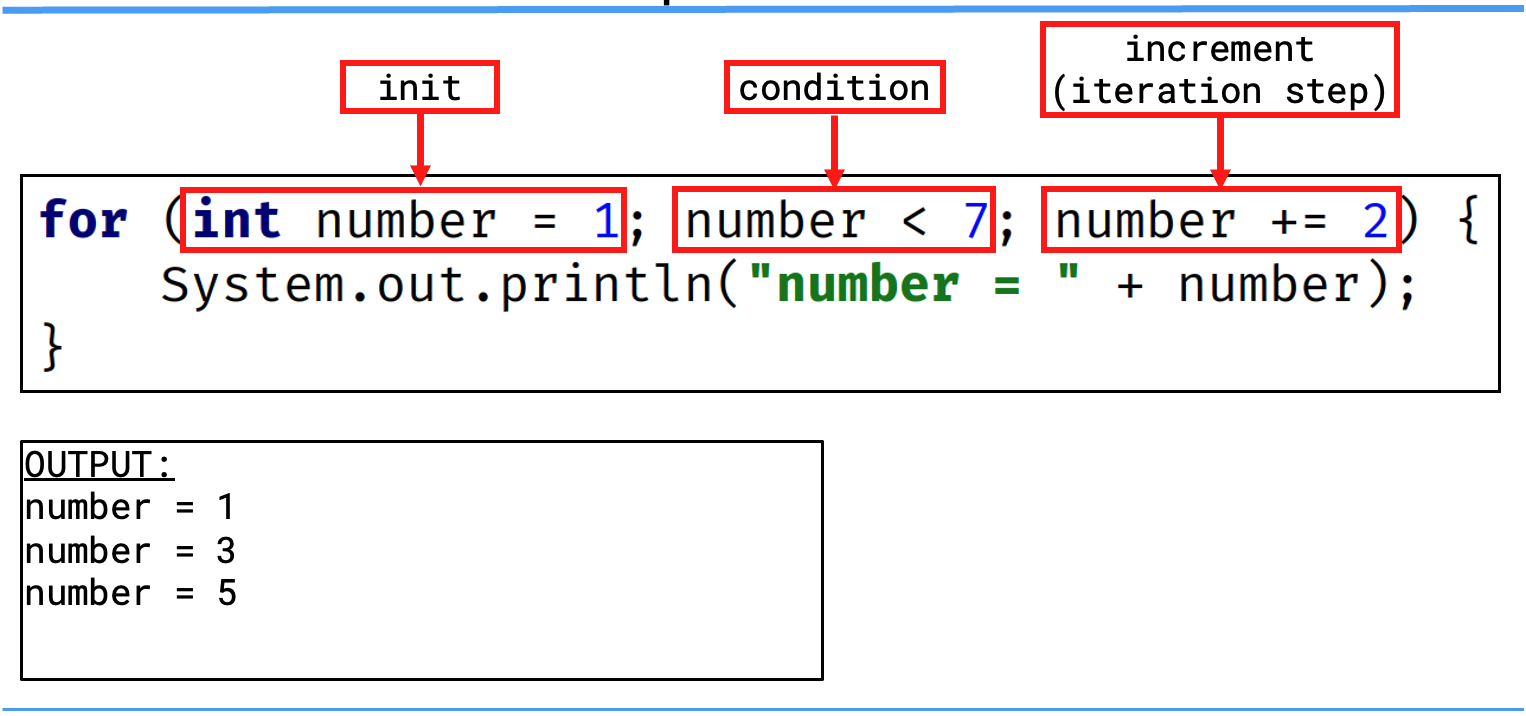 init
condition
increment
(iteration step)
for (int number = 1; number < 7; number += 2) {
System.out.println("number = " + number);
}
OUTPUT:
number = 1
number = 3
number = 5